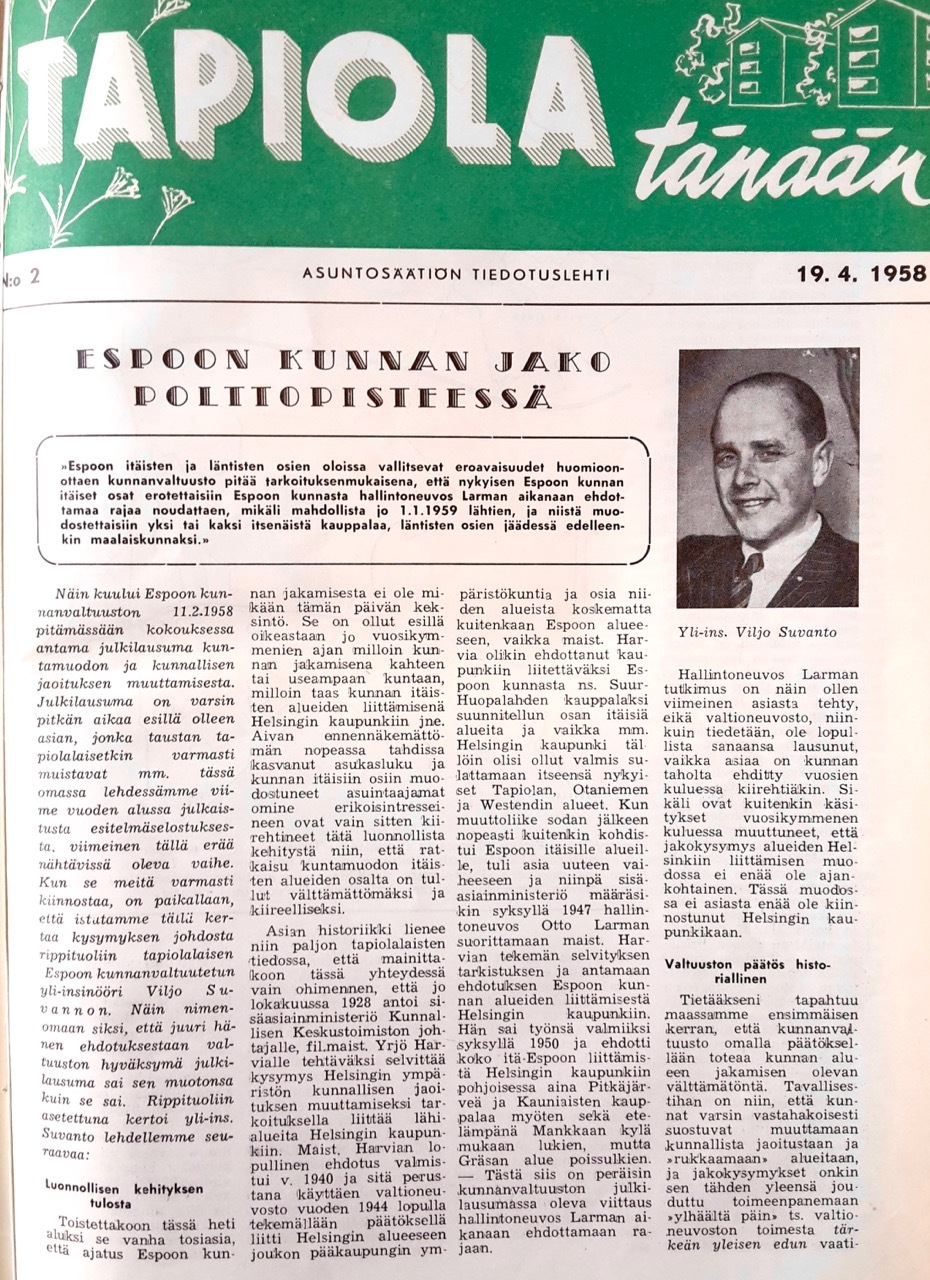 TAPIOLA
tänään
N:o 2
ASUNTOSÄÄTIÖN TIEDOTUSLEHTI
19. 4. 1958
ESPOON KUNNAN JAKO
POLTTOPISTEESSÄ
»Espoon itäisten ja läntisten osien oloissa vallitsevat eroavaisuudet huomioon-
ottaen kunnanvaltuusto pitää tarkoituksenmukaisena, että nykyisen Espoon kunnan
itäiset osat erotettaisiin Espoon kunnasta hallintoneuvos Larman aikanaan ehdot-
tamaa rajaa noudattaen, mikäli mahdollista jo 1.1.1959 lähtien, ja niistä muo-
dostettaisiin yksi tai kaksi itsenäistä kauppalaa, läntisten osien jäädessä edelleen-
kin maalaiskunnaksi.»
Näin kuului Espoon kun-
nanvaltuuston 11.2.1958
pitämässään kokouksessa
antama julkilausuma kun-
tamuodon ja kunnallisen
jaoituksen muuttamisesta.
Julkilausuma on varsin
pitkän aikaa esillä olleen
asian, jonka taustan ta-
piolalaisetkin varmasti
muistavat mm. tässä
omassa lehdessämme vii-
me vuoden alussa julkais-
tusta esitelmäselostukses-
ta, viimeinen tällä erää
nähtävissä oleva vaihe.
Kun se meitä varmasti
kiinnostaa, on paikallaan,
että istutamme tällä ker-
taa kysymyksen johdosta
rippituoliin tapiolalaisen
Espoon kunnanvaltuutetun
yli-insinööri Viljo Su-
vannon. Näin nimen-
omaan siksi, että juuri hä-
nen ehdotuksestaan val-
tuuston hyväksymä julki-
lausuma sai sen muotonsa
kuin se sai. Rippituoliin
asetettuna kertoi yli-ins.
Suvanto lehdellemme seu-
raavaa:
Luonnollisen kehityksen
tulosta
Toistettakoon tässä heti
aluksi se vanha tosiasia,
että ajatus Espoon kun-
nan jakamisesta ei ole mi-
kään tämän päivän kek-
sintö. Se on ollut esillä
oikeastaan jo vuosikym-
menien ajan milloin kun-
nan jakamisena kahteen
tai useampaan kuntaan,
milloin taas kunnan itäis-
ten alueiden liittämisenä
Helsingin kaupunkiin jne.
Aivan ennennäkemättö-
män nopeassa tahdissa
kasvanut asukasluku ja
kunnan itäisiin osiin muo-
dostuneet asuintaajamat
omine erikoisintressei-
neen ovat vain sitten kii-
rehtineet tätä luonnollista
kehitystä niin, että rat-
kaisu kuntamuodon itäis-
ten alueiden osalta on tul-
lut välttämättömäksi ja
kiireelliseksi.
Asian historiikki lienee
niin paljon tapiolalaisten
tiedossa, että mainitta-
koon tässä yhteydessä
vain ohimennen, että jo
lokakuussa 1928 antoi si-
säasiainministeriö Kunnal-
lisen Keskustoimiston joh-
tajalle, fil.maist. Yrjö Har-
vialle tehtäväksi selvittää
kysymys Helsingin ympä-
ristön kunnallisen jaoi-
tuksen muuttamiseksi tar-
koituksella liittää lähi-
alueita Helsingin kaupun-
kiin. Maist. Harvian lo-
pullinen ehdotus valmis-
tui v. 1940 ja sitä perus-
tana käyttäen valtioneu-
vosto vuoden 1944 lopulla
tekemällään päätöksellä
liitti Helsingin alueeseen
joukon pääkaupungin ym-
päristökuntia ja osia nii-
den alueista koskematta
kuitenkaan Espoon aluee-
seen, vaikka maist. Har-
via olikin ehdottanut kau-
punkiin liitettäväksi Es-
poon kunnasta ns. Suur-
Huopalahden kauppalaksi
suunnitellun osan itäisiä
alueita ja vaikka mm.
Helsingin kaupunki täl-
löin olisi ollut valmis su-
lattamaan itseensä nykyi-
set Tapiolan, Otaniemen
ja Westendin alueet. Kun
muuttoliike sodan jälkeen
nopeasti kuitenkin kohdis-
tui Espoon itäisille alueil-
le, tuli asia uuteen vai-
heeseen ja niinpä sisä-
asiainministeriö määräsi-
kin syksyllä 1947 hallin-
toneuvos Otto Larman
suorittamaan maist. Har-
vian tekemän selvityksen
tarkistuksen ja antamaan
ehdotuksen Espoon kun-
nan alueiden liittämisestä
Helsingin kaupunkiin.
Hän sai työnsä valmiiksi
syksyllä 1950 ja ehdotti
koko itä-Espoon liittämis-
tä Helsingin kaupunkiin
pohjoisessa aina Pitkäjär-
veä ja Kauniaisten kaup-
palaa myöten sekä ete-
lämpänä Mankkaan kylä
mukaan lukien, mutta
Gräsan alue poissulkien.
— Tästä siis on peräisin
kunnanvaltuuston julki-
lausumassa oleva viittaus
hallintoneuvos Larman ai-
kanaan ehdottamaan ra-
jaan.
Yli-ins. Viljo Suvanto
Hallintoneuvos Larman
tutkimus on näin ollen
viimeinen asiasta tehty,
eikä valtioneuvosto, niin-
kuin tiedetään, ole lopul-
lista sanaansa lausunut,
vaikka asiaa on kunnan
taholta ehditty vuosien
kuluessa kiirehtiäkin. Si-
käli ovat kuitenkin käsi-
tykset vuosikymmenen
kuluessa muuttuneet, että
jakokysymys alueiden Hel-
sinkiin liittämisen muo-
dossa ei enää ole ajan-
kohtainen. Tässä muodos-
sa ei asiasta enää ole kiin-
nostunut Helsingin kau-
punkikaan.
Valtuuston päätös histo-
riallinen
Tietääkseni tapahtuu
maassamme ensimmäisen
kerran, että kunnanval-
tuusto omalla päätöksel-
lään toteaa kunnan alu-
een jakamisen olevan
välttämätöntä. Tavallises-
tihan on niin, että kun-
nat varsin vastahakoisesti
suostuvat muuttamaan
kunnallista jaoitustaan ja
»rukkaamaan» alueitaan,
ja jakokysymykset onkin
sen tähden yleensä jou-
duttu toimeenpanemaan
»ylhäältä päin» ts. valtio-
neuvoston toimesta tär-
keän yleisen edun vaati-